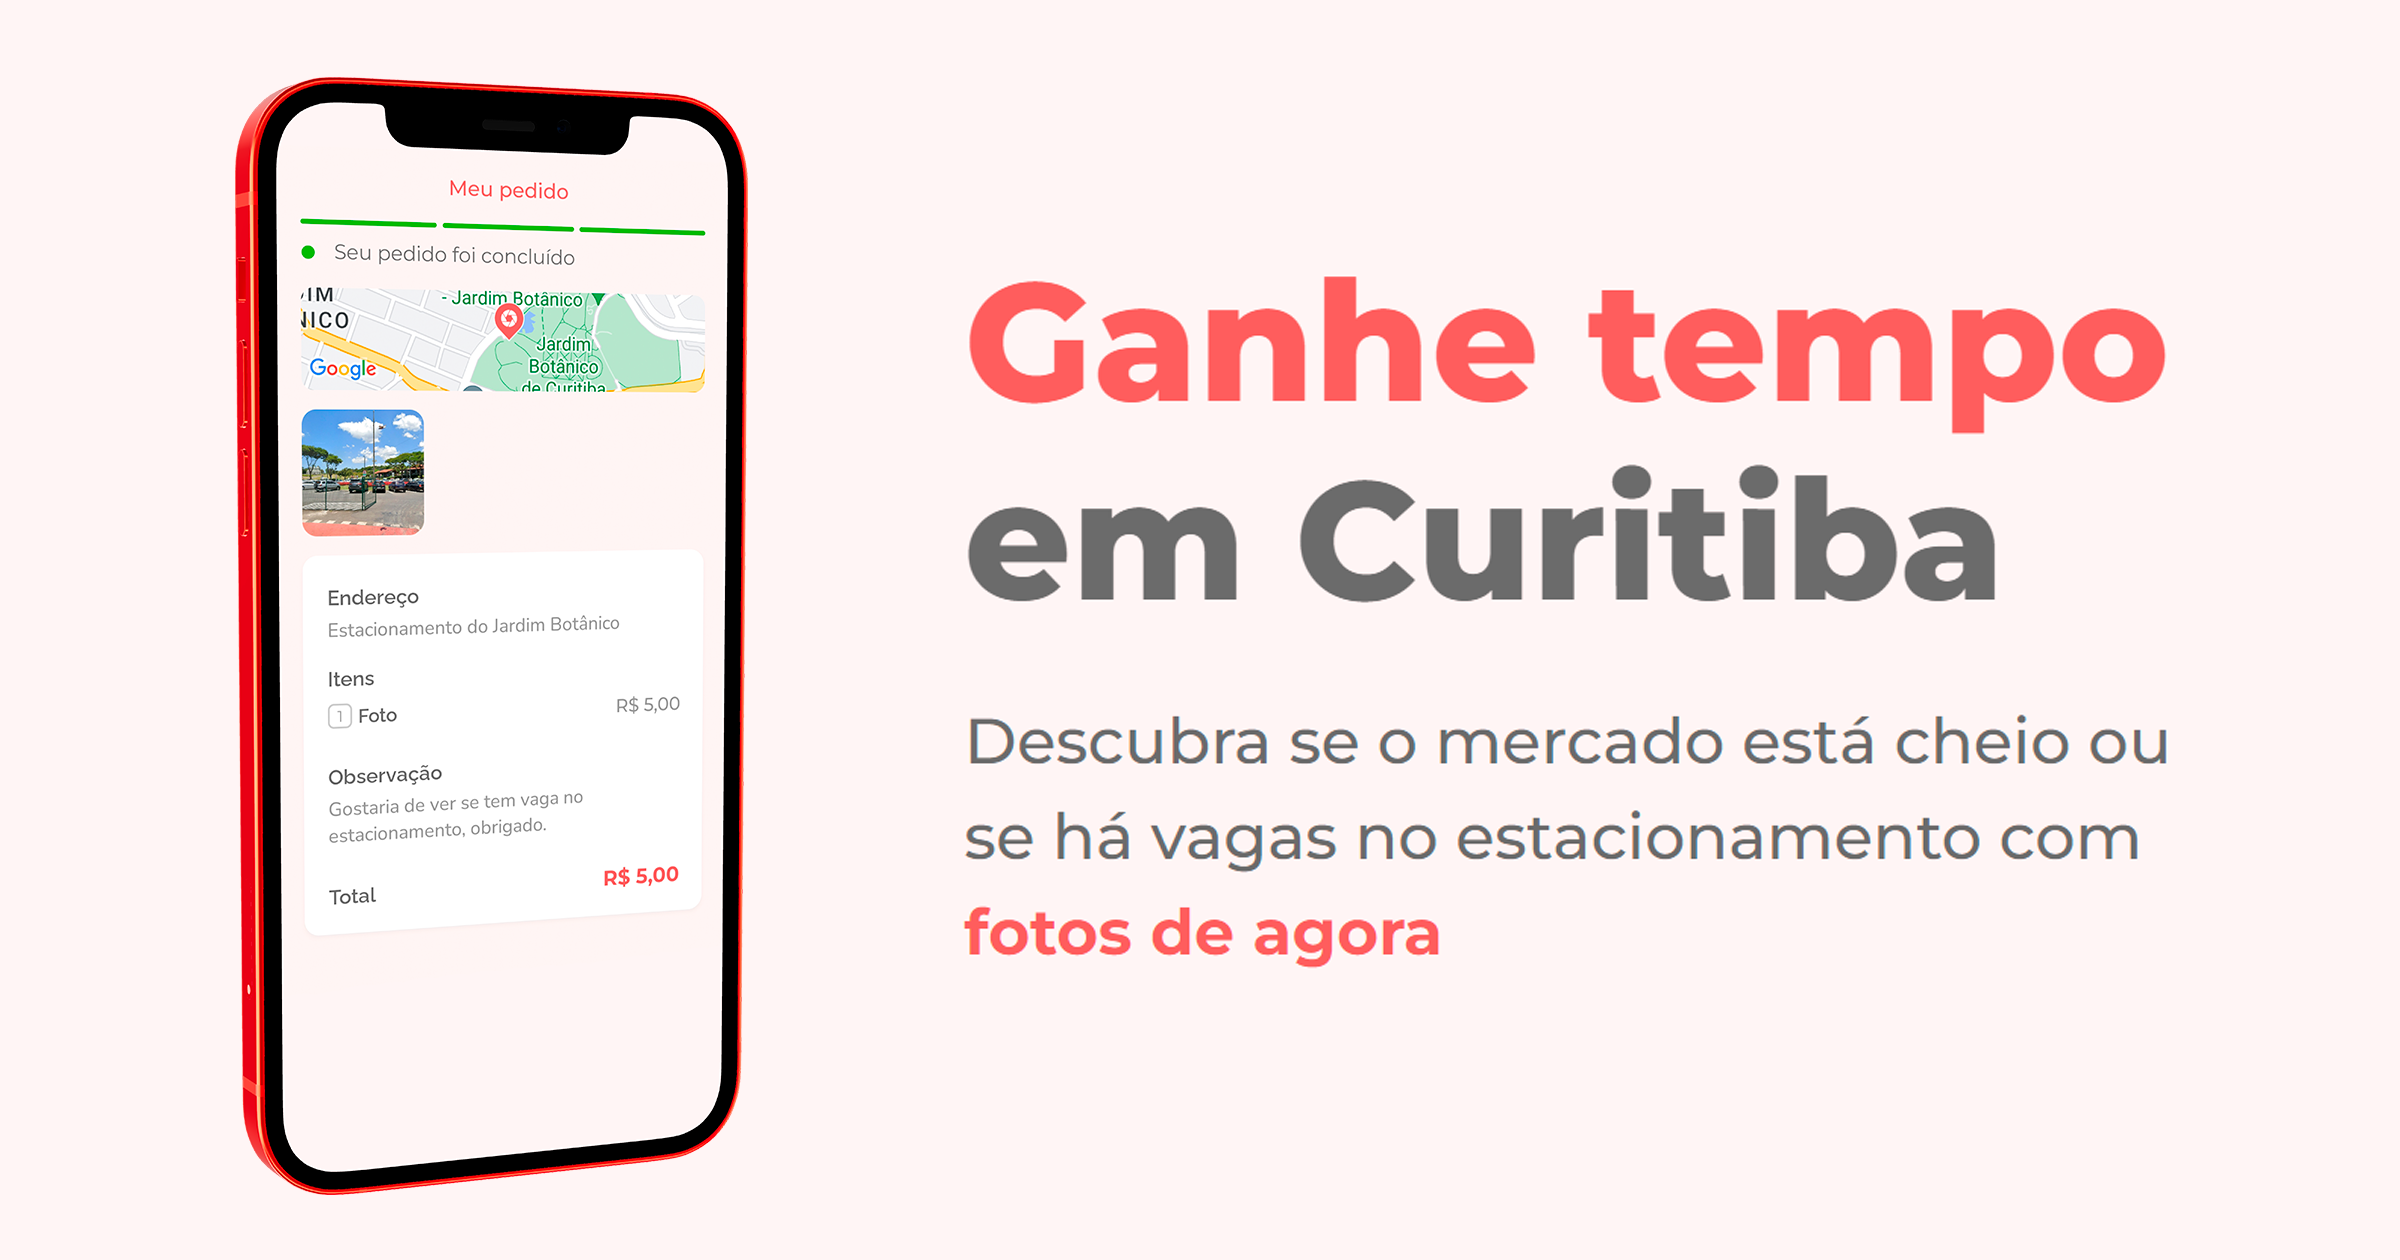 Meu pedido
Seu pedido foi concluído
- Jardim Botânico
Jardim
Botânico
de Curitiba
Google
Endereço
Estacionamento do Jardim Botânico
Itens
1 Foto R$ 5,00
Observação
Gostaria de ver se tem vaga no
estacionamento, obrigado.
Total R$ 5,00
Ganhe tempo
em Curitiba
Descubra se o mercado está cheio ou
se há vagas no estacionamento com
fotos de agora